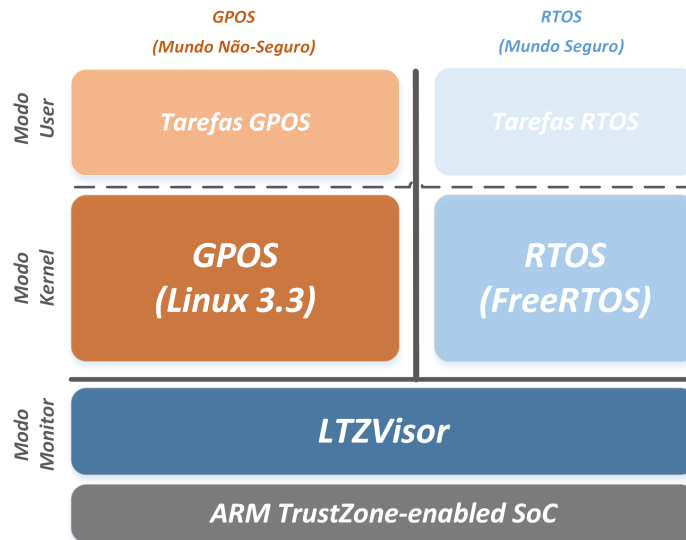 GPOS
(Mundo Não-Seguro)
RTOS
(Mundo Seguro)
Modo
User
Tarefas GPOS
Tarefas RTOS
Modo
Kernel
GPOS
(Linux 3.3)
RTOS
(FreeRTOS)
Modo
Monitor
LTZVisor
ARM TrustZone-enabled SoC